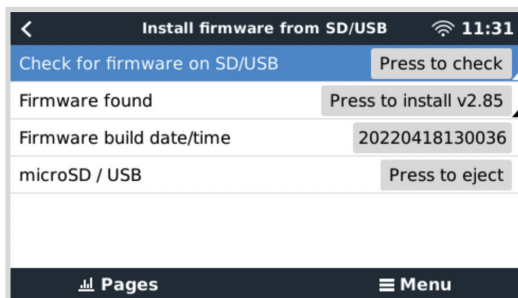 Install firmware from SD/USB 11:31
Check for firmware on SD/USB Press to check
Firmware found Press to install v2.85
Firmware build date/time 20220418130036
microSD / USB Press to eject
Pages Menu